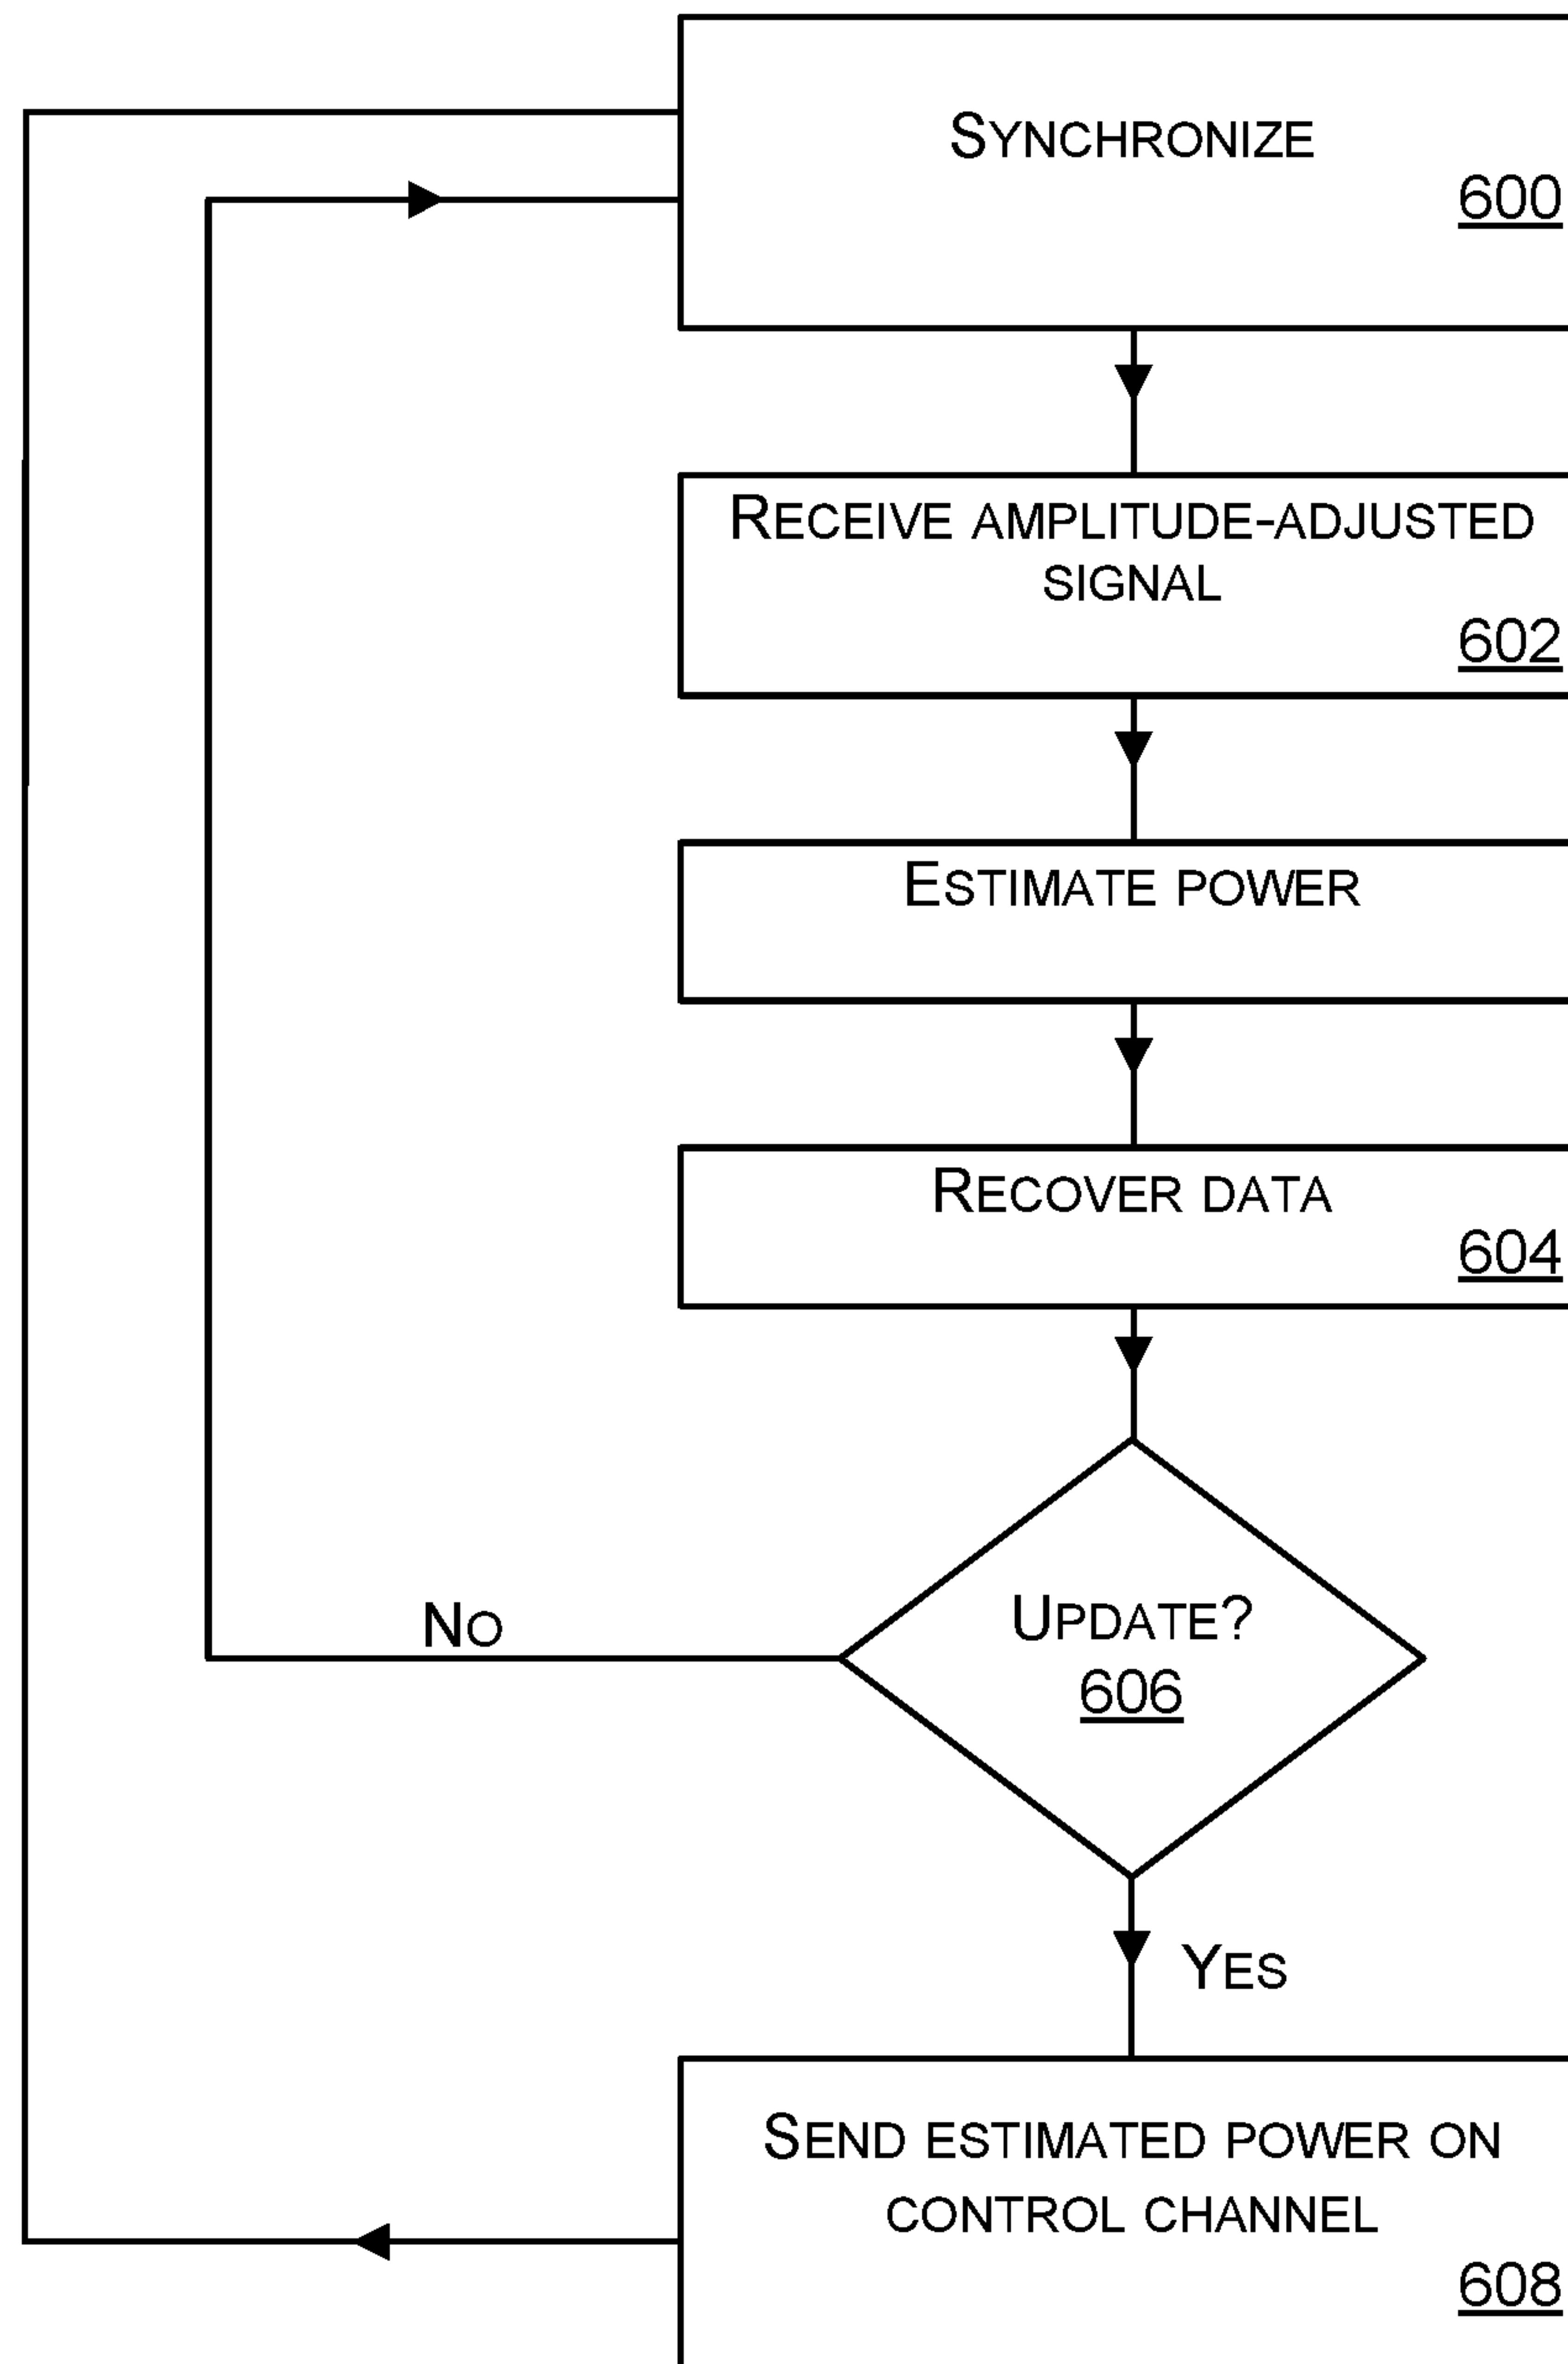 SYNCHRONIZE
600
RECEIVE AMPLITUDE-ADJUSTED
SIGNAL
602
ESTIMATE POWER
RECOVER DATA
604
UPDATE?
606
NO
YES
SEND ESTIMATED POWER ON
CONTROL CHANNEL
608